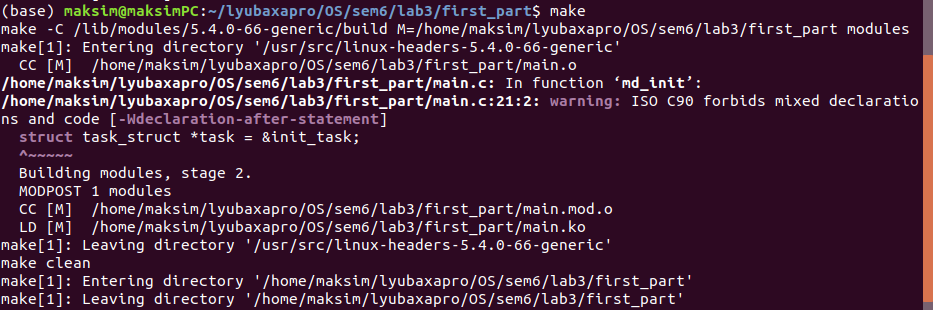 (base) maksim@maksimPC:~/lyubaxapro/OS/sem6/lab3/first_part$ make
make -C /lib/modules/5.4.0-66-generic/build M=/home/maksim/lyubaxapro/OS/sem6/lab3/first_part modules
make[1]: Entering directory '/usr/src/linux-headers-5.4.0-66-generic'
  CC [M]  /home/maksim/lyubaxapro/OS/sem6/lab3/first_part/main.o
/home/maksim/lyubaxapro/OS/sem6/lab3/first_part/main.c: In function ‘md_init’:
/home/maksim/lyubaxapro/OS/sem6/lab3/first_part/main.c:21:2: warning: ISO C90 forbids mixed declaratio
ns and code [-Wdeclaration-after-statement]
  struct task_struct *task = &init_task;
  ^~~~~~
  Building modules, stage 2.
  MODPOST 1 modules
  CC [M]  /home/maksim/lyubaxapro/OS/sem6/lab3/first_part/main.mod.o
  LD [M]  /home/maksim/lyubaxapro/OS/sem6/lab3/first_part/main.ko
make[1]: Leaving directory '/usr/src/linux-headers-5.4.0-66-generic'
make clean
make[1]: Entering directory '/home/maksim/lyubaxapro/OS/sem6/lab3/first_part'
make[1]: Leaving directory '/home/maksim/lyubaxapro/OS/sem6/lab3/first_part'